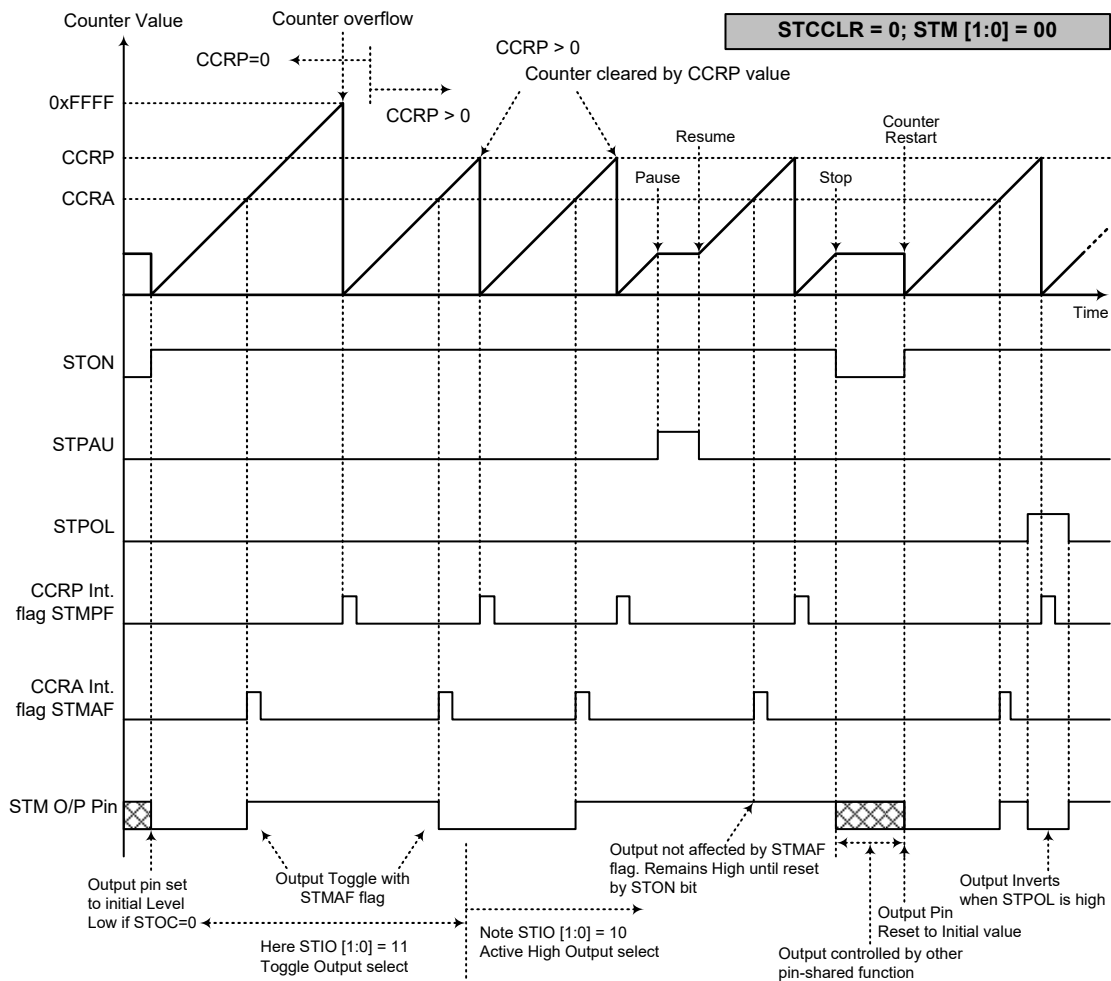 Counter Value
Counter overflow
STCCLR = 0; STM [1:0] = 00
CCRP=0
CCRP > 0
CCRP > 0
Counter cleared by CCRP value
0xFFFF
CCRP
CCRA
Pause
Resume
Stop
Counter
Restart
Time
STON
STPAU
STPOL
CCRP Int.
flag STMPF
CCRA Int.
flag STMAF
STM O/P Pin
Output pin set
to initial Level
Low if STOC=0
Output Toggle with
STMAF flag
Here STIO [1:0] = 11
Toggle Output select
Note STIO [1:0] = 10
Active High Output select
Output not affected by STMAF
flag. Remains High until reset
by STON bit
Output controlled by other
pin-shared function
Output Pin
Reset to Initial value
Output Inverts
when STPOL is high